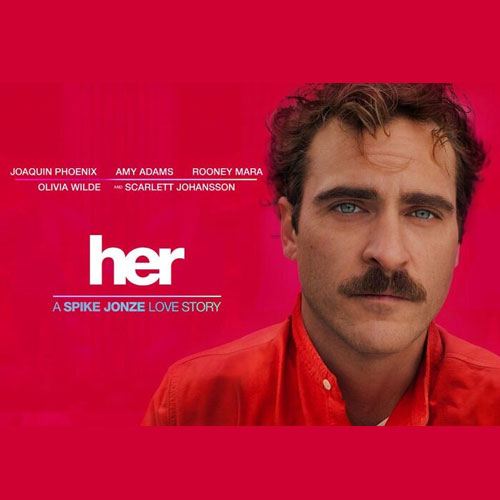 JOAQUIN PHOENIX AMY ADAMS ROONEY MARA
OLIVIA WILDE AND SCARLETT JOHANSSON
her
A SPIKE JONZE LOVE STORY